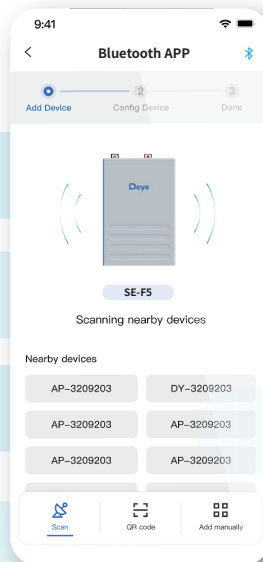 9:41
Bluetooth APP
2
3
Add Device
Config Device
Done
Deye
SE-F5
Scanning nearby devices
Nearby devices
AP-3209203
DY-3209203
AP-3209203
AP-3209203
AP-3209203
AP-3209203
Scan
QR code
Add manually